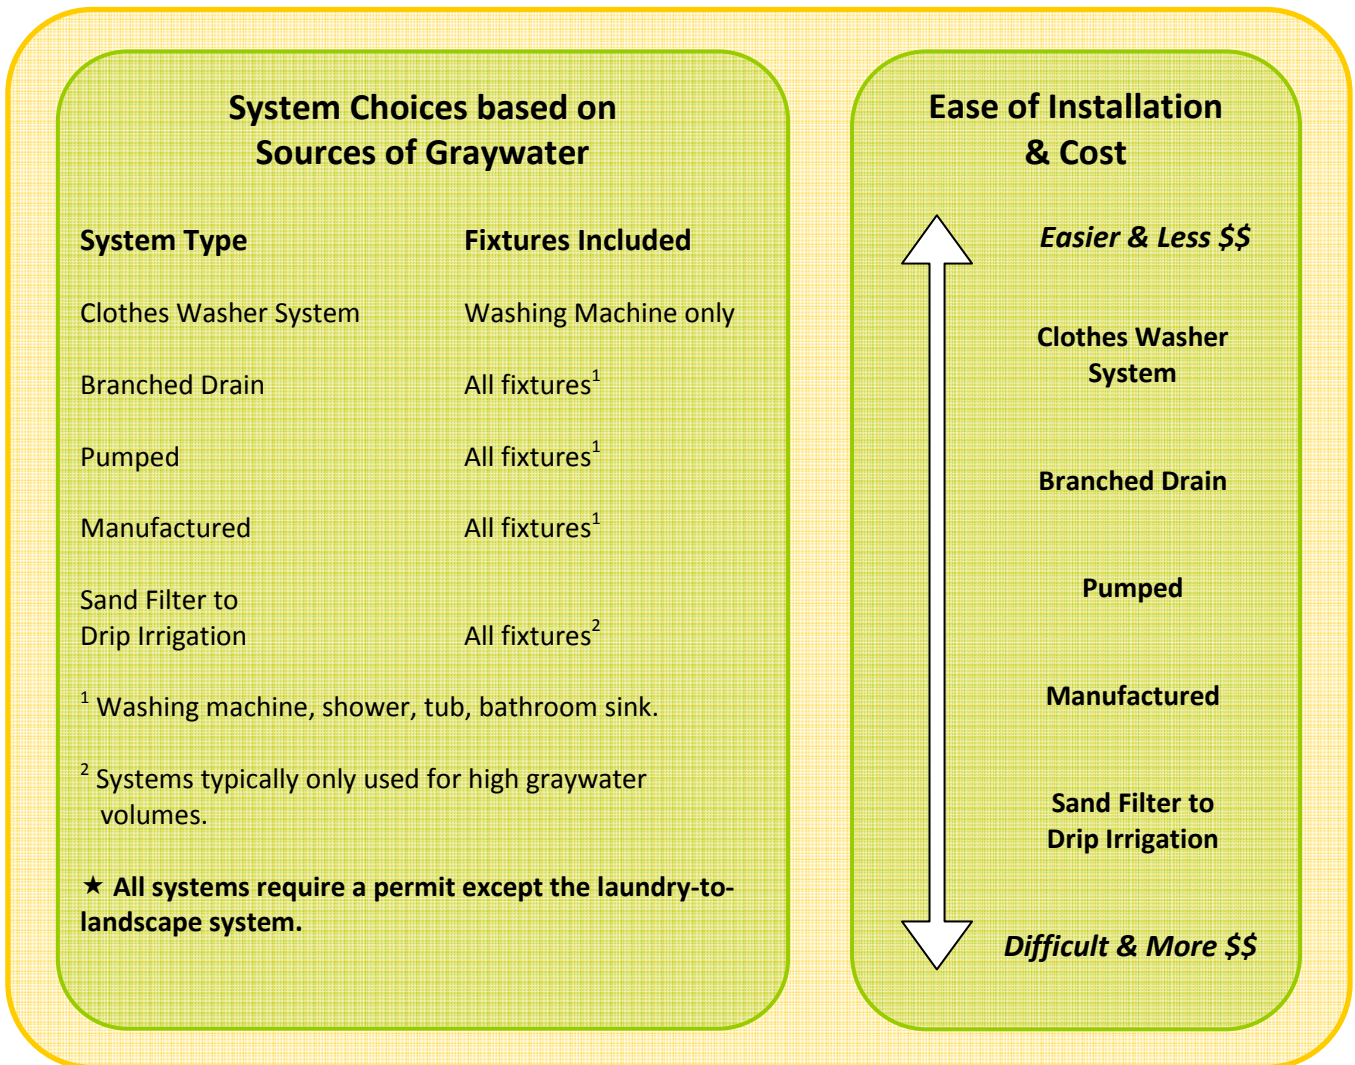 System Choices based on
Sources of Graywater
System Type Fixtures Included
Clothes Washer System Washing Machine only
Branched Drain All fixtures¹
Pumped All fixtures¹
Manufactured All fixtures¹
Sand Filter to
Drip Irrigation All fixtures²
¹ Washing machine, shower, tub, bathroom sink.
² Systems typically only used for high graywater
volumes.
★ All systems require a permit except the laundry-to-
landscape system.
Ease of Installation
& Cost
Easier & Less $$
Clothes Washer
System
Branched Drain
Pumped
Manufactured
Sand Filter to
Drip Irrigation
Difficult & More $$